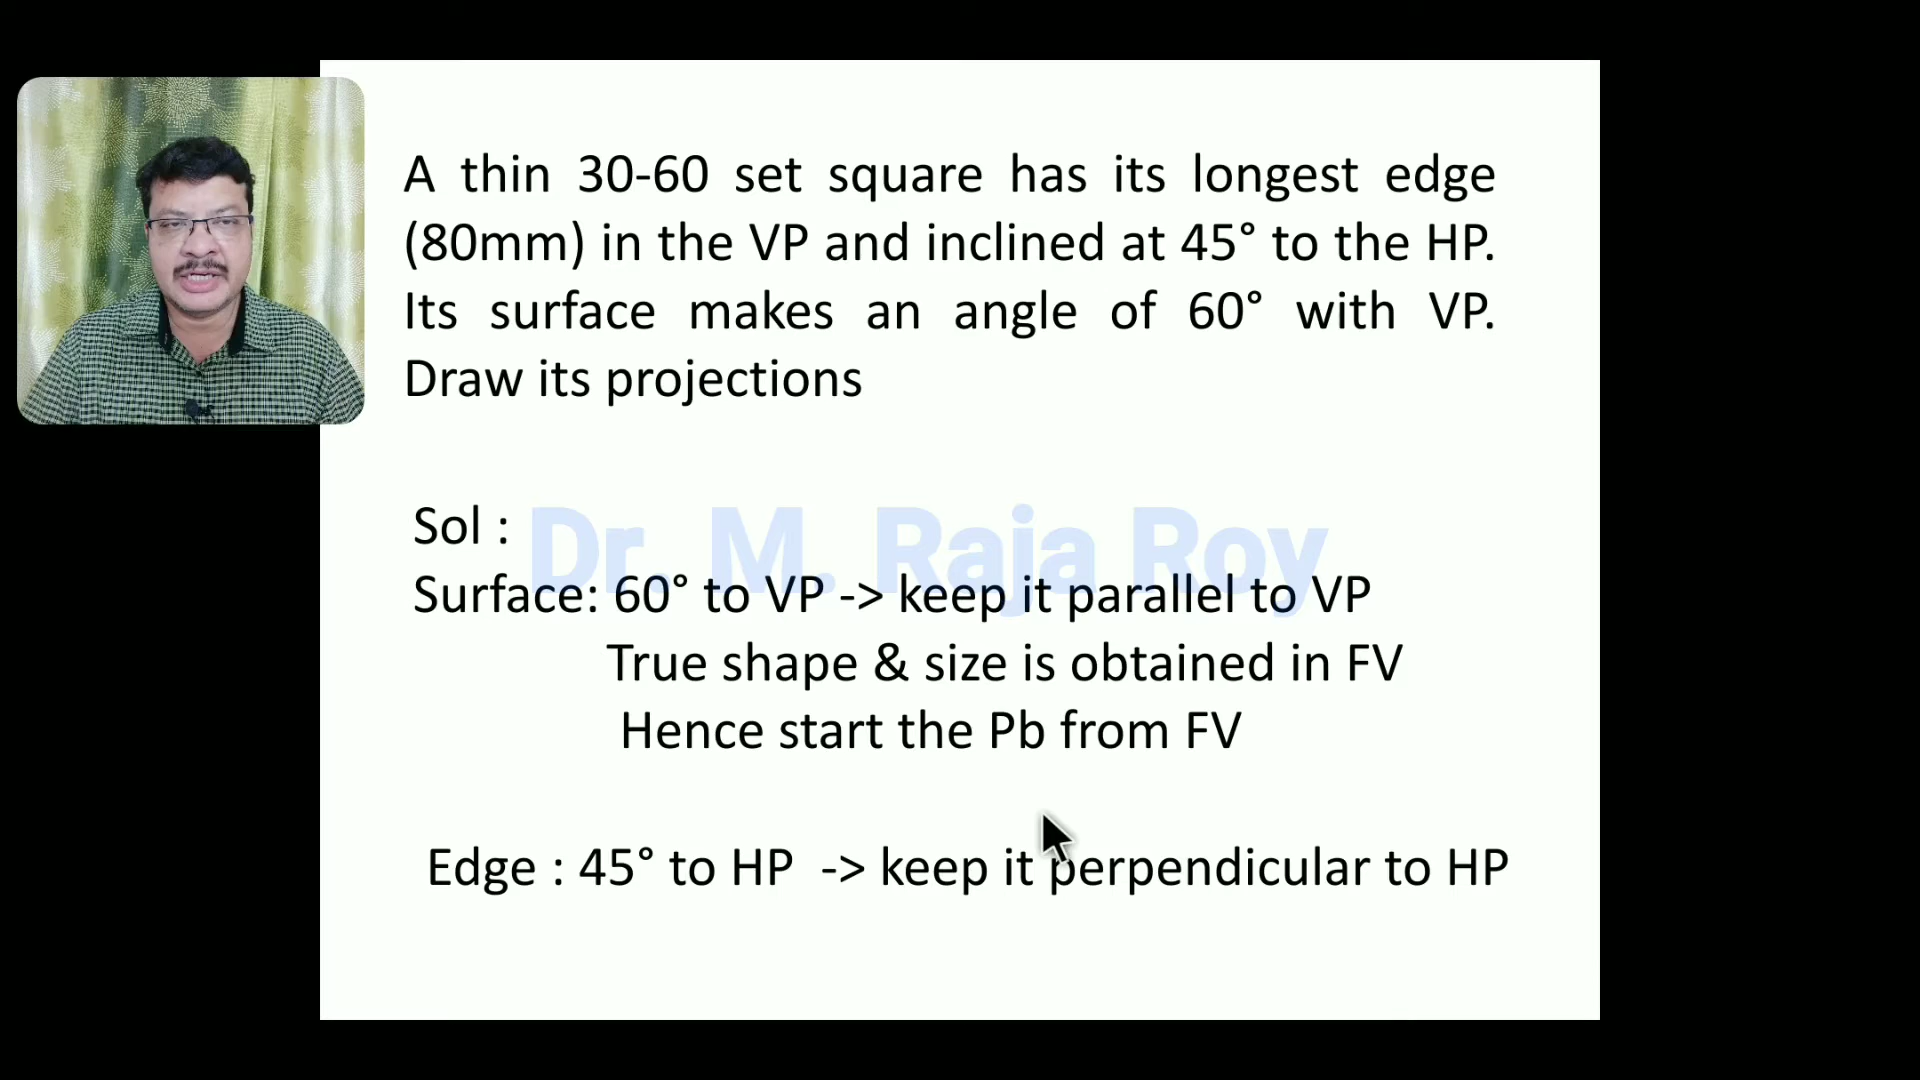 A thin 30-60 set square has its longest edge
(80mm) in the VP and inclined at 45° to the HP.
Its surface makes an angle of 60° with VP.
Draw its projections
Sol :
Dr. M. Raja Roy
Surface: 60° to VP -> keep it parallel to VP
True shape & size is obtained in FV
Hence start the Pb from FV
Edge : 45° to HP -> keep it perpendicular to HP